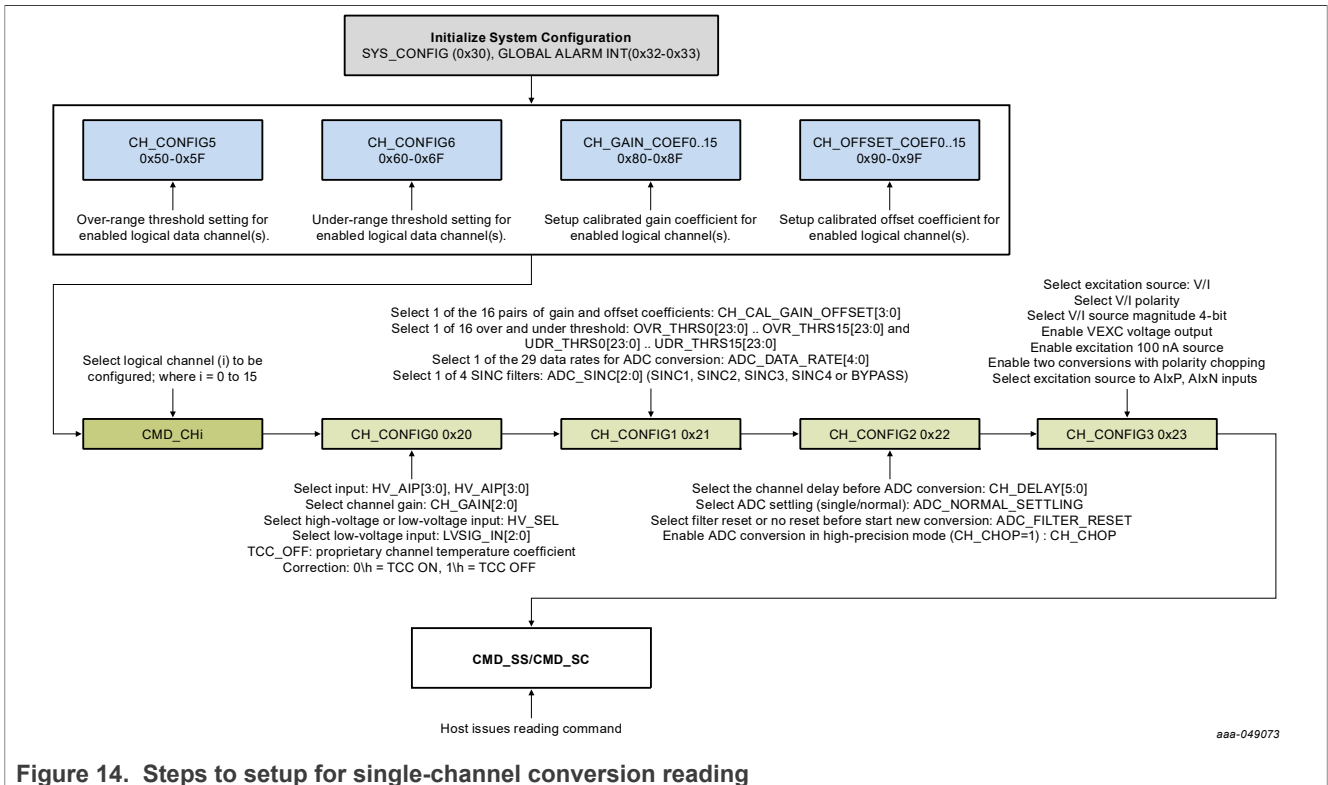 Initialize System Configuration
SYS_CONFIG (0x30), GLOBAL ALARM INT(0x32-0x33)
CH_CONFIG5
0x50-0x5F
CH_CONFIG6
0x60-0x6F
CH_GAIN_COEF0..15
0x80-0x8F
CH_OFFSET_COEF0..15
0x90-0x9F
Over-range threshold setting for
enabled logical data channel(s).
Under-range threshold setting for
enabled logical data channel(s).
Setup calibrated gain coefficient for
enabled logical channel(s).
Setup calibrated offset coefficient for
enabled logical channel(s).
Select logical channel (i) to be
configured; where i = 0 to 15
Select 1 of the 16 pairs of gain and offset coefficients: CH_CAL_GAIN_OFFSET[3:0]
Select 1 of 16 over and under threshold: OVR_THRS0[23:0] .. OVR_THRS15[23:0] and
UDR_THRS0[23:0] .. UDR_THRS15[23:0]
Select 1 of the 29 data rates for ADC conversion: ADC_DATA_RATE[4:0]
Select 1 of 4 SINC filters: ADC_SINC[2:0] (SINC1, SINC2, SINC3, SINC4 or BYPASS)
Select excitation source: V/I
Select V/I polarity
Select V/I source magnitude 4-bit
Enable VEXC voltage output
Enable excitation 100 nA source
Enable two conversions with polarity chopping
Select excitation source to AIxP, AIxN inputs
CMD_CHi
CH_CONFIG0 0x20
CH_CONFIG1 0x21
CH_CONFIG2 0x22
CH_CONFIG3 0x23
Select input: HV_AIP[3:0], HV_AIP[3:0]
Select channel gain: CH_GAIN[2:0]
Select high-voltage or low-voltage input: HV_SEL
Select low-voltage input: LVSIG_IN[2:0]
TCC_OFF: proprietary channel temperature coefficient
Correction: 0\h = TCC ON, 1\h = TCC OFF
Select the channel delay before ADC conversion: CH_DELAY[5:0]
Select ADC settling (single/normal): ADC_NORMAL_SETTLING
Select filter reset or no reset before start new conversion: ADC_FILTER_RESET
Enable ADC conversion in high-precision mode (CH_CHOP=1) : CH_CHOP
CMD_SS/CMD_SC
Host issues reading command
aaa-049073
Figure 14. Steps to setup for single-channel conversion reading